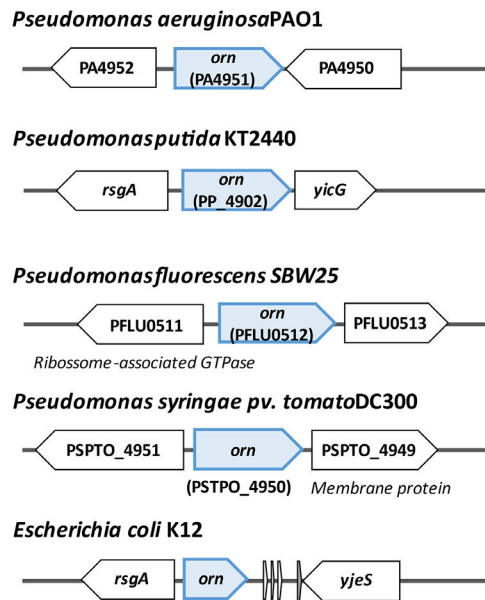 Pseudomonas aeruginosaPAO1
PA4952 orn PA4950
(PA4951)
Pseudomonasputida KT2440
rsgA orn yicG
(PP_4902)
Pseudomonasfluorescens SBW25
PFLU0511 orn PFLU0513
(PFLU0512)
Ribossome-associated GTPase
Pseudomonas syringae pv. tomatoDC300
PSPTO_4951 orn PSPTO_4949
(PSTPO_4950) Membrane protein
Escherichia coli K12
rsgA orn yjeS